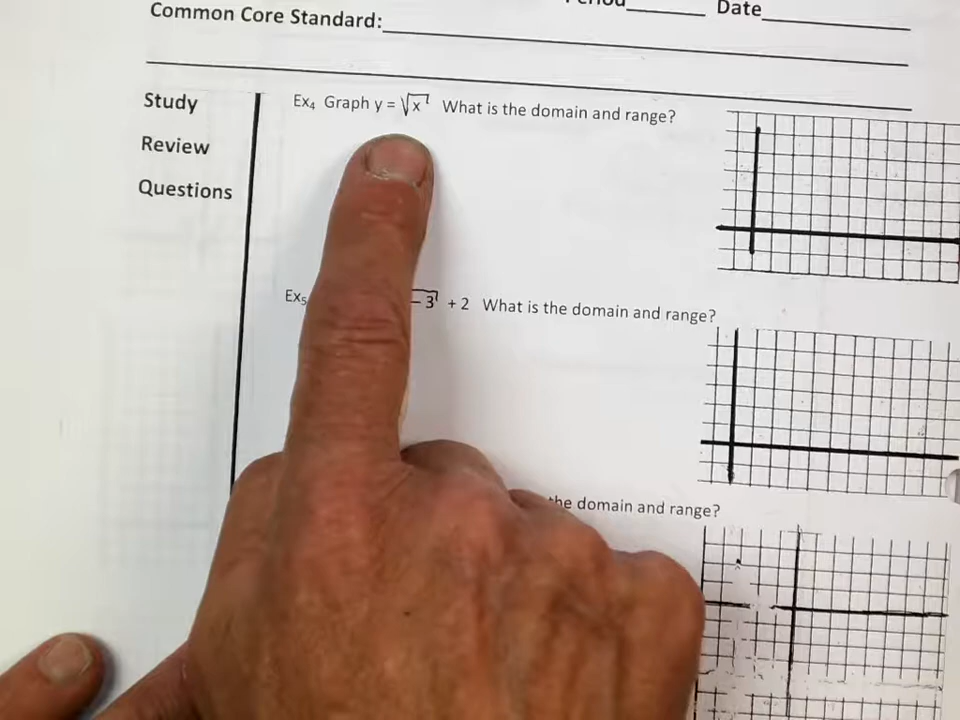 Date
Common Core Standard:
Study
Review
Questions
Ex₄ Graph y = √x What is the domain and range?
Ex₅ − 3 + 2 What is the domain and range?
the domain and range?